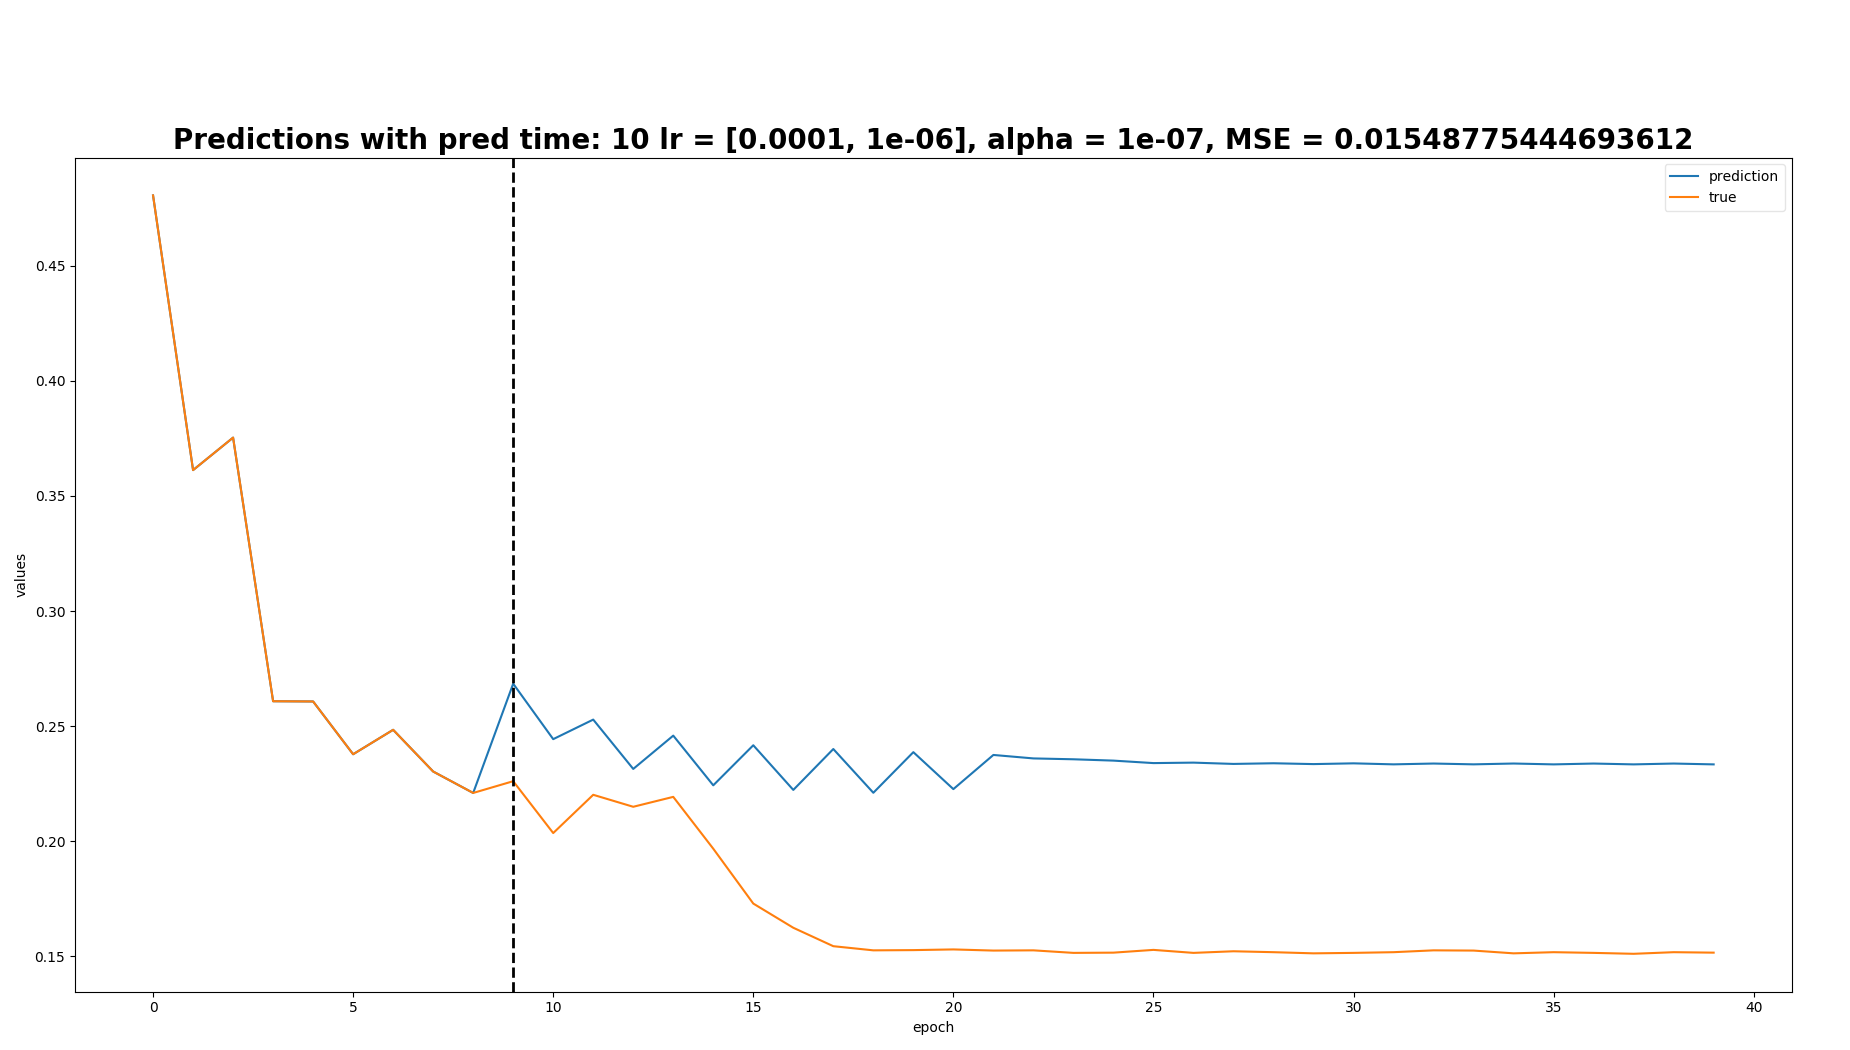 Predictions with pred time: 10 lr = [0.0001, 1e-06], alpha = 1e-07, MSE = 0.01548775444693612
prediction
true
values
0.45
0.40
0.35
0.30
0.25
0.20
0.15
0 5 10 15 20 25 30 35 40
epoch